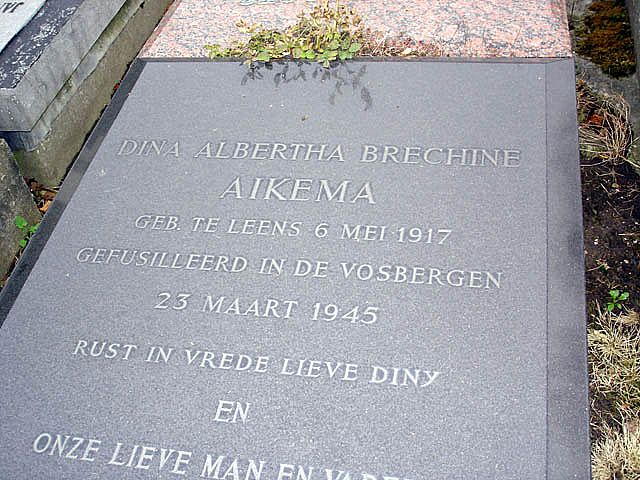 DINA ALBERTHA BRECHINE
AIKEMA
GEB. TE LEENS 6 MEI 1917
GEFUSILLEERD IN DE VOSBERGEN
23 MAART 1945
RUST IN VREDE LIEVE DINY
EN
ONZE LIEVE MAN EN